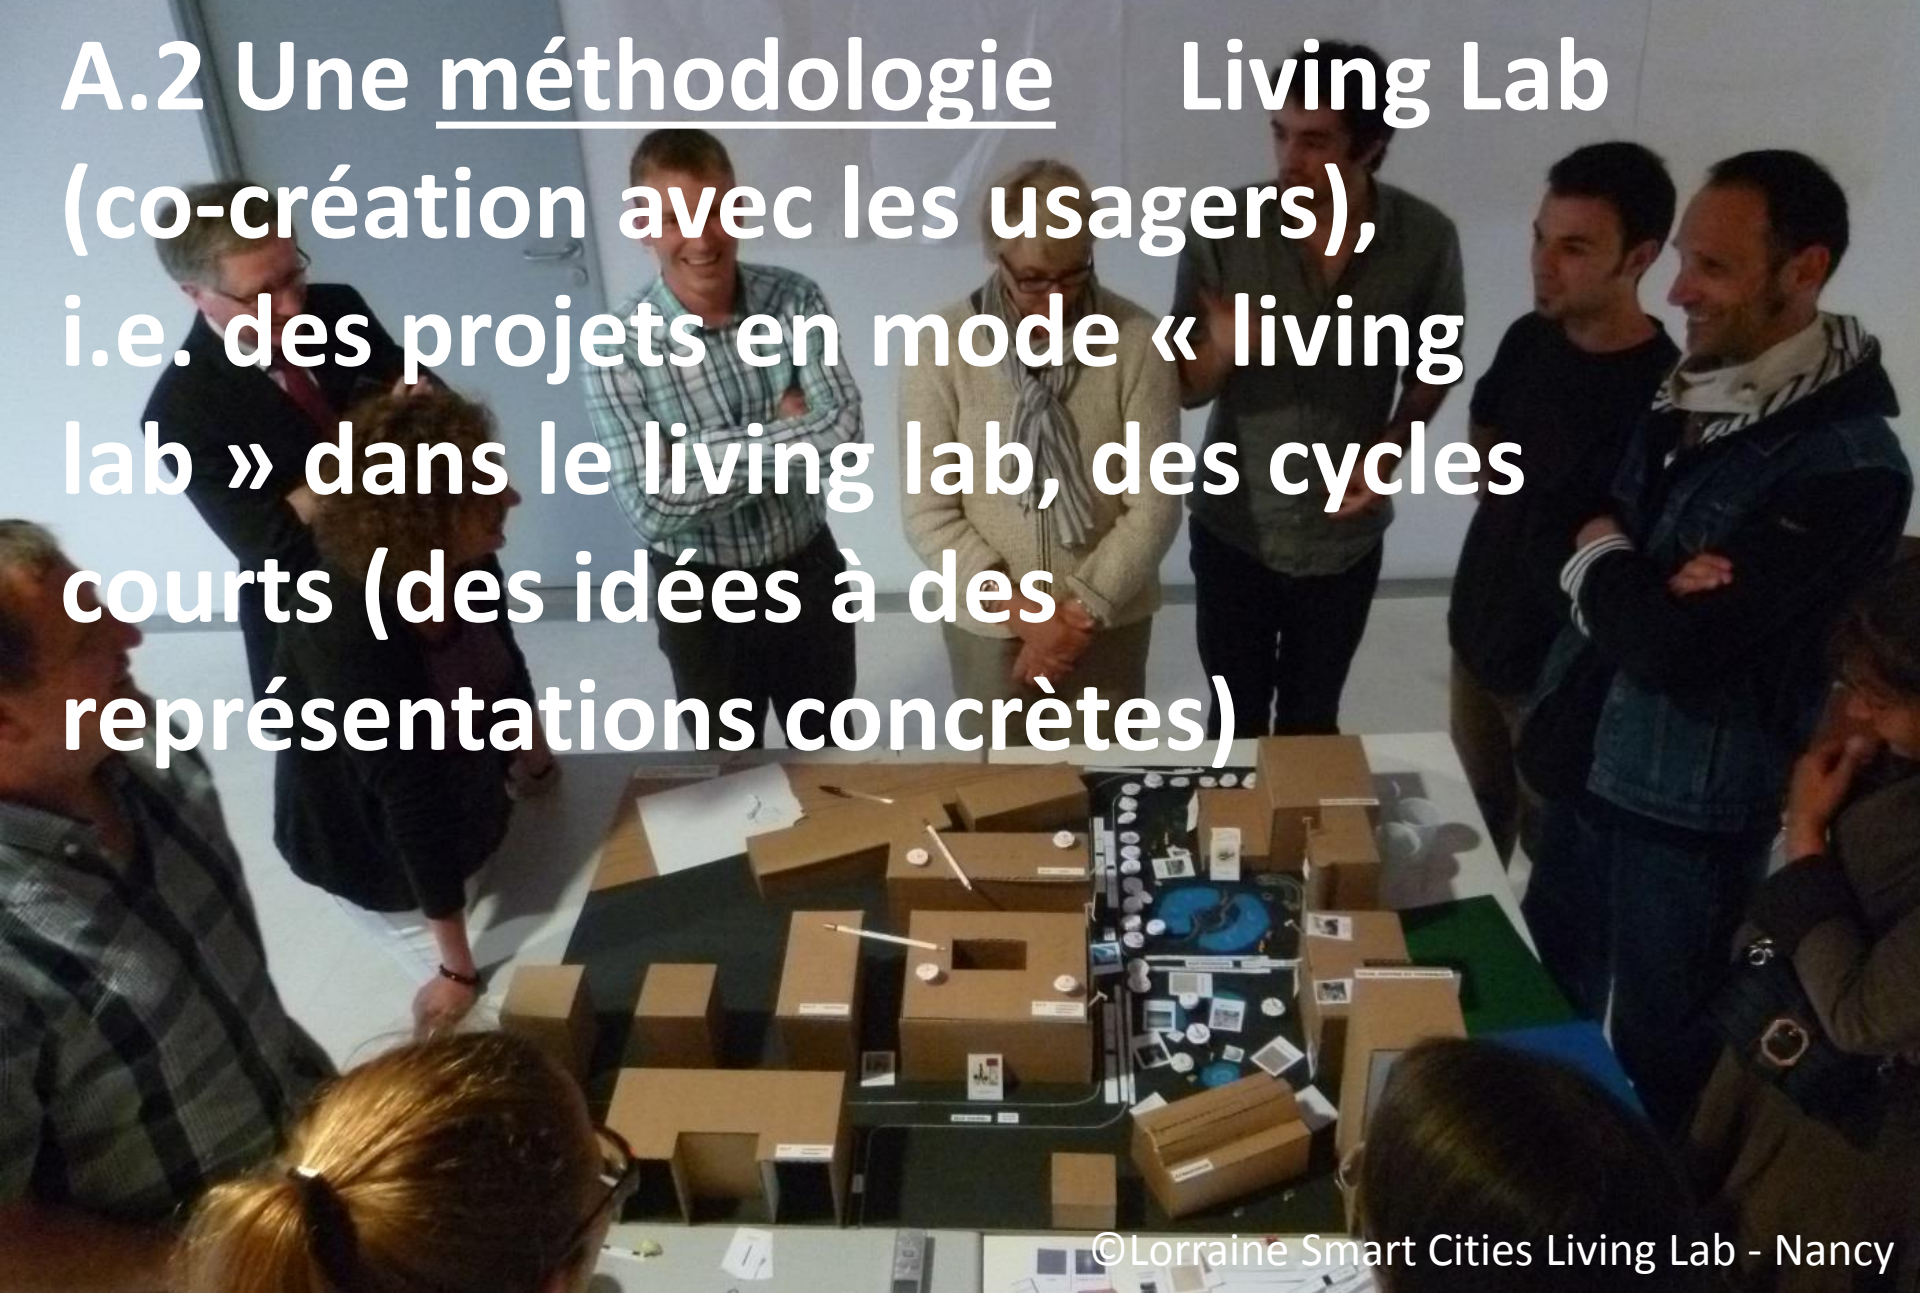 A.2 Une méthodologie Living Lab
(co-création avec les usagers),
i.e. des projets en mode « living
lab » dans le living lab, des cycles
courts (des idées à des
représentations concrètes)
©Lorraine Smart Cities Living Lab - Nancy